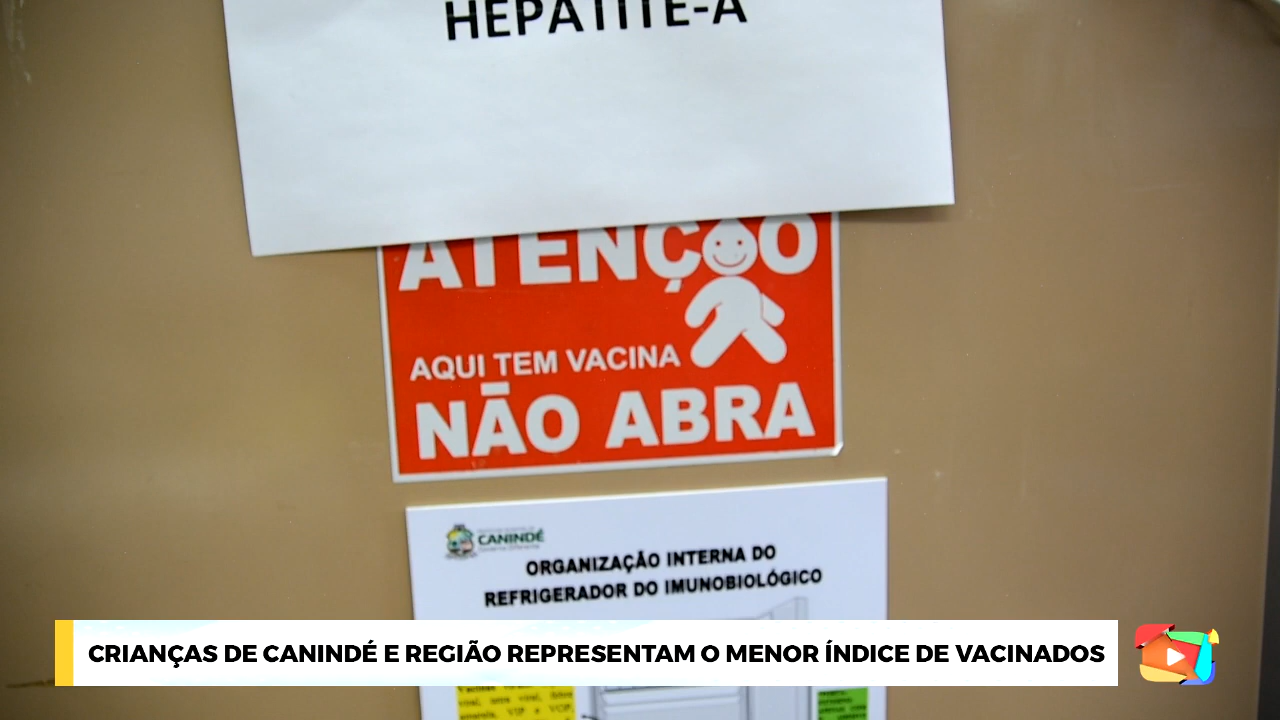 HEPATITE-A
ATENÇÃO
AQUI TEM VACINA
NÃO ABRA
CANINDÉ
ORGANIZAÇÃO INTERNA DO
REFRIGERADOR DO IMUNOBIOLÓGICO
CRIANÇAS DE CANINDÉ E REGIÃO REPRESENTAM O MENOR ÍNDICE DE VACINADOS